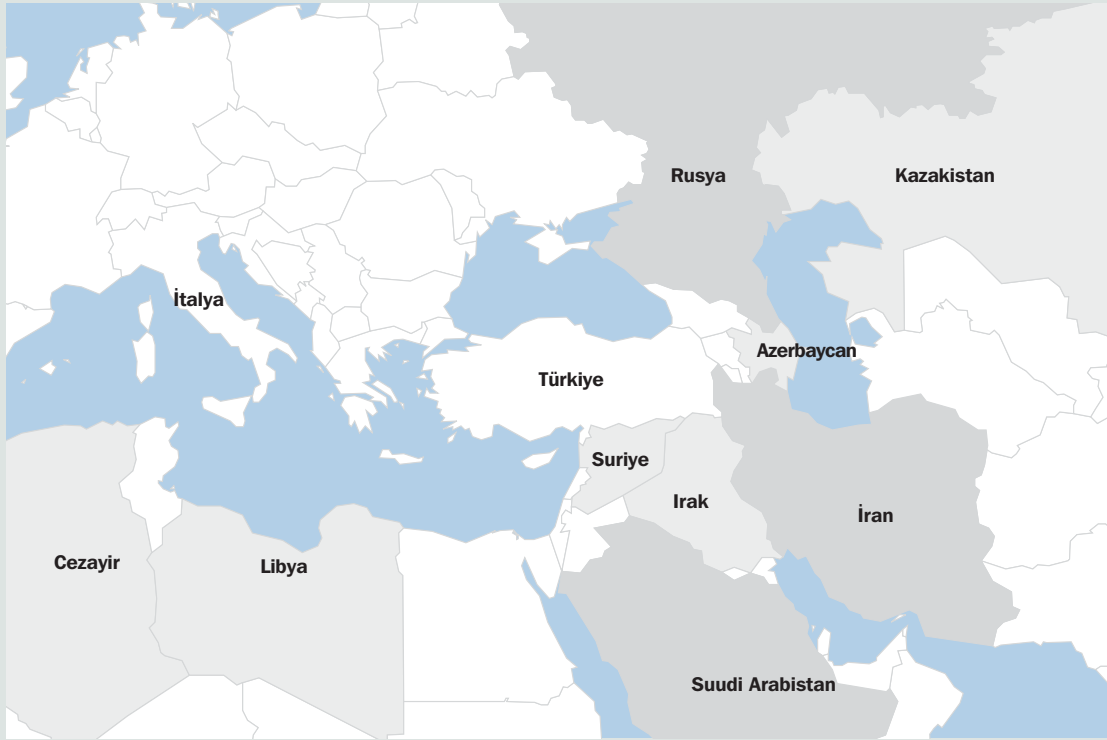 Rusya
Kazakistan
İtalya
Azerbaycan
Türkiye
Suriye
Irak
İran
Cezayir
Libya
Suudi Arabistan